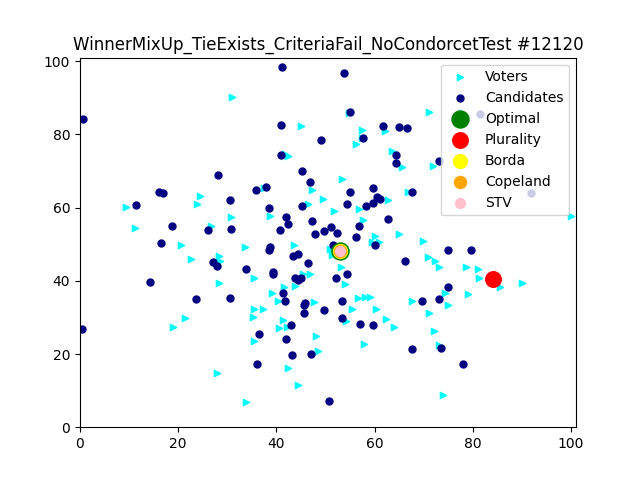 WinnerMixUp_TieExists_CriteriaFail_NoCondorcetTest #12120
100
80
60
40
20
0
0 20 40 60 80 100
Voters
Candidates
Optimal
Plurality
Borda
Copeland
STV